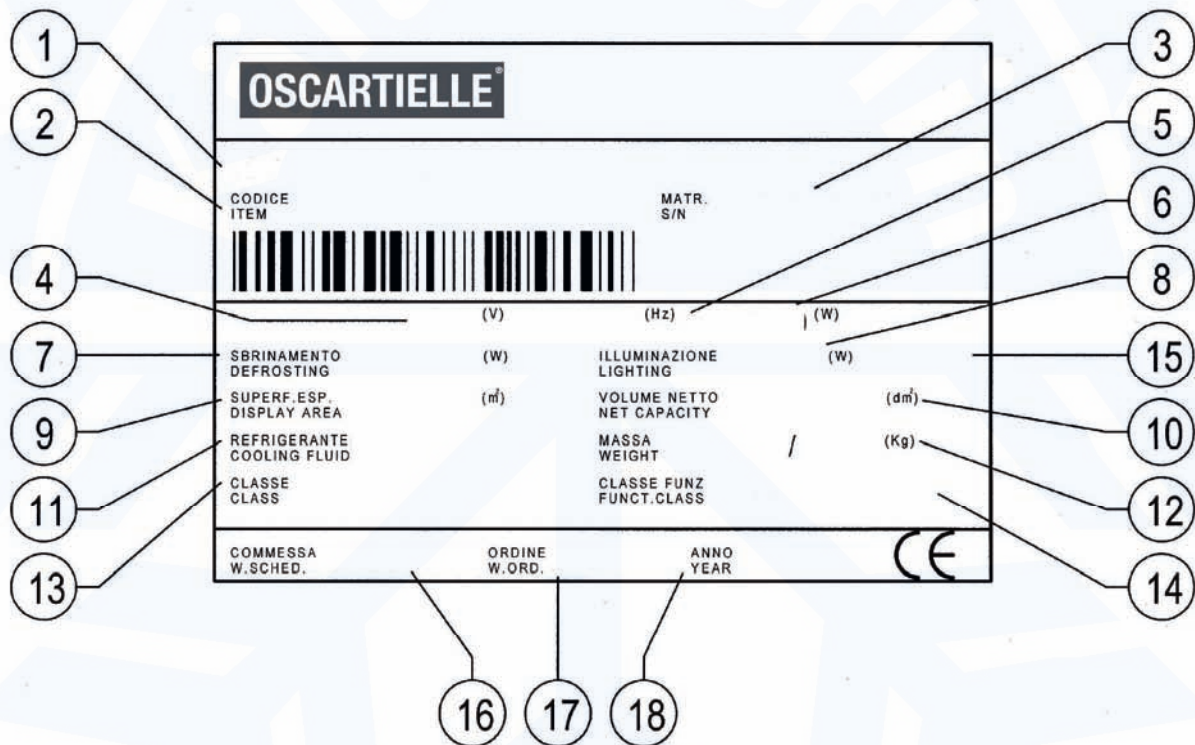 1
3
OSCARTIELLE®
2
5
CODICE
ITEM
MATR.
S/N
6
4
8
(V) (Hz) (W)
7
SBRINAMENTO (W) ILLUMINAZIONE (W)
DEFROSTING LIGHTING
15
9
SUPERF.ESP. (m²) VOLUME NETTO (dm²)
DISPLAY AREA NET CAPACITY
10
11
REFRIGERANTE MASSA / (Kg)
COOLING FLUID WEIGHT
12
13
CLASSE CLASSE FUNZ
CLASS FUNCT.CLASS
14
COMMESSA ORDINE ANNO CE
W.SCHED. W.ORD. YEAR
16 17 18